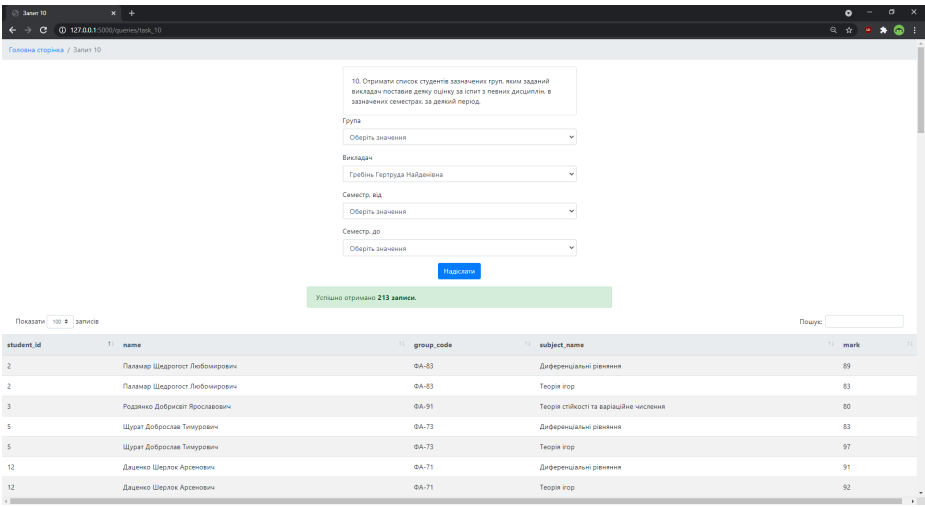 Запит 10
127.0.0.1:5000/queries/task_10
Головна сторінка / Запит 10
10. Отримати список студентів зазначених груп, яким заданий
викладач поставив деяку оцінку за іспит з певних дисциплін, в
зазначених семестрах, за деякий період.
Група
Оберіть значення
Викладач
Гребінь Гертруда Найденівна
Семестр, від
Оберіть значення
Семестр, до
Оберіть значення
Надіслати
Успішно отримано 213 записи.
Показати 100 записів Пошук:
student_id name group_code subject_name mark
2 Паламар Щедрогост Любомирович ФА-83 Диференціальні рівняння 89
2 Паламар Щедрогост Любомирович ФА-83 Теорія ігор 83
3 Родзянко Добрисвіт Ярославович ФА-91 Теорія стійкості та варіаційне числення 80
5 Щурат Доброслав Тимурович ФА-73 Диференціальні рівняння 83
5 Щурат Доброслав Тимурович ФА-73 Теорія ігор 97
12 Даценко Шерлок Арсенович ФА-71 Диференціальні рівняння 91
12 Даценко Шерлок Арсенович ФА-71 Теорія ігор 92